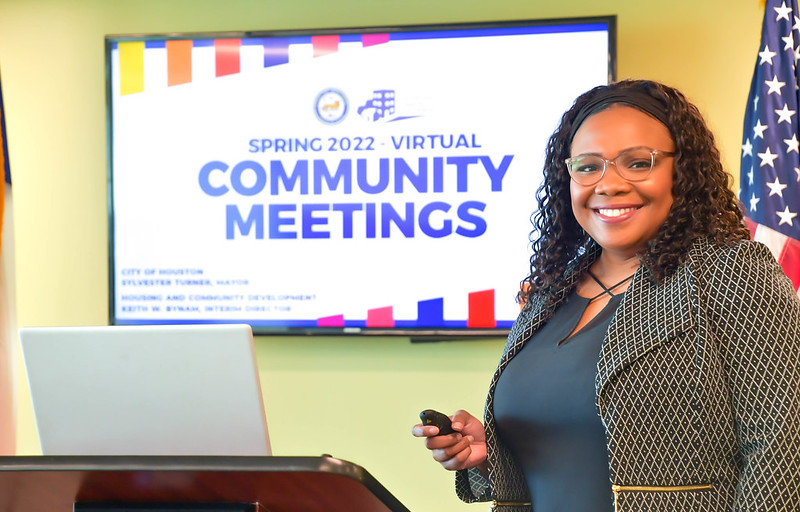 SPRING 2022 - VIRTUAL
COMMUNITY
MEETINGS
CITY OF HOUSTON
SYLVESTER TURNER, MAYOR
HOUSING AND COMMUNITY DEVELOPMENT
KEITH W. BYNAM, INTERIM DIRECTOR